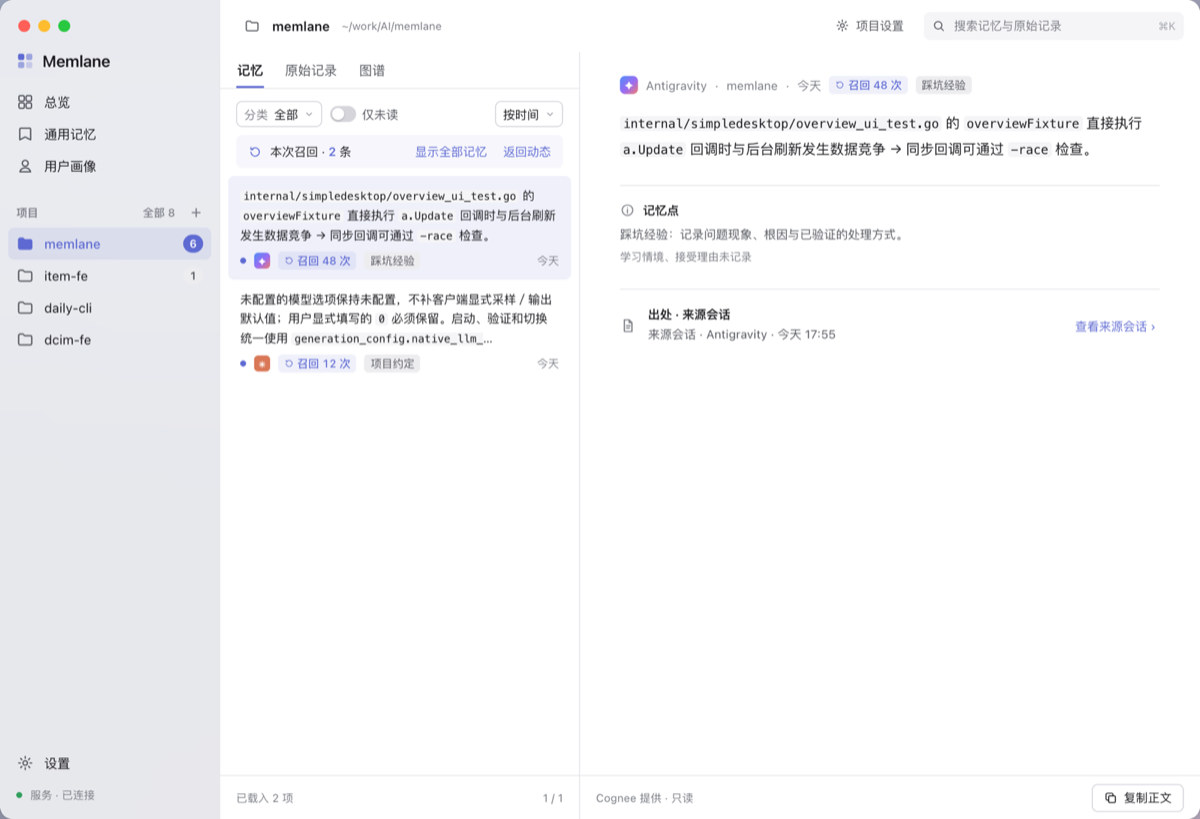 Memlane
总览
通用记忆
用户画像
项目 全部 8 +
memlane 6
item-fe 1
daily-cli
dcim-fe
设置
服务 · 已连接
memlane ~/work/AI/memlane
项目设置
搜索记忆与原始记录 ⌘K
记忆 原始记录 图谱
分类 全部 仅未读 按时间
本次召回 · 2 条 显示全部记忆 返回动态
internal/simpledesktop/overview_ui_test.go 的
overviewFixture 直接执行 a.Update 回调时与后台刷新
发生数据竞争 → 同步回调可通过 -race 检查。
召回 48 次 踩坑经验 今天
未配置的模型选项保持未配置，不补客户端显式采样 / 输出
默认值；用户显式填写的 0 必须保留。启动、验证和切换
统一使用 generation_config.native_llm_…
召回 12 次 项目约定 今天
已载入 2 项 1 / 1
Antigravity · memlane · 今天 召回 48 次 踩坑经验
internal/simpledesktop/overview_ui_test.go 的 overviewFixture 直接执行
a.Update 回调时与后台刷新发生数据竞争 → 同步回调可通过 -race 检查。
记忆点
踩坑经验：记录问题现象、根因与已验证的处理方式。
学习情境、接受理由未记录
出处 · 来源会话
来源会话 · Antigravity · 今天 17:55
查看来源会话 ›
Cognee 提供 · 只读
复制正文